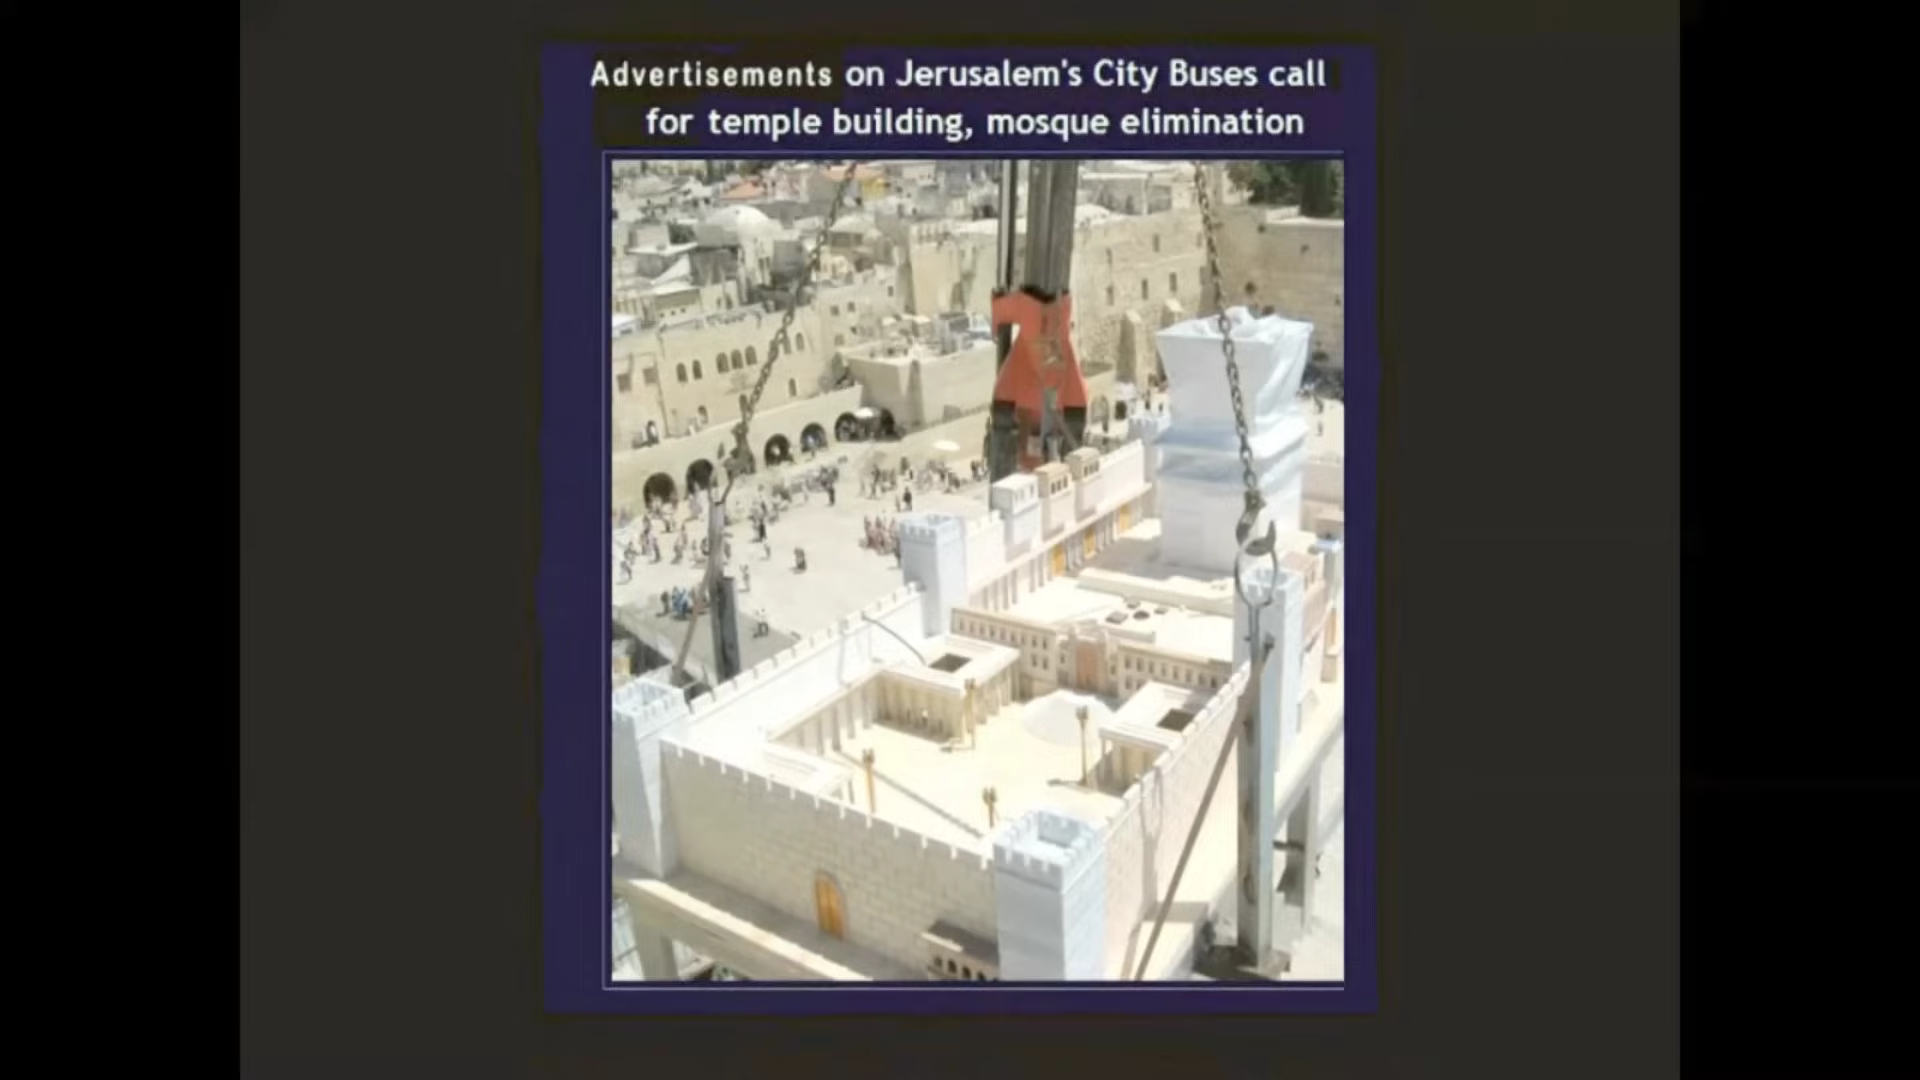 Advertisements on Jerusalem's City Buses call
for temple building, mosque elimination